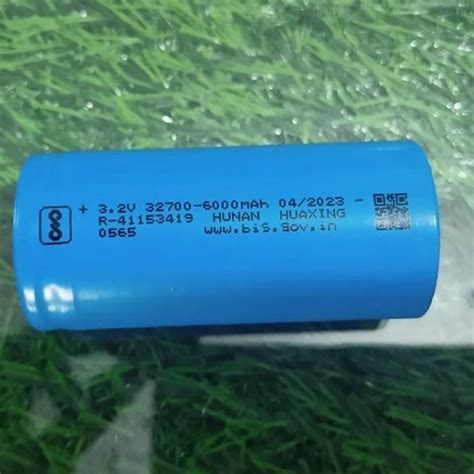 + 3.2V 32700-6000mAh 04/2023 -
R-41153419 HUNAN HUAXING
0565 www.bis.gov.in